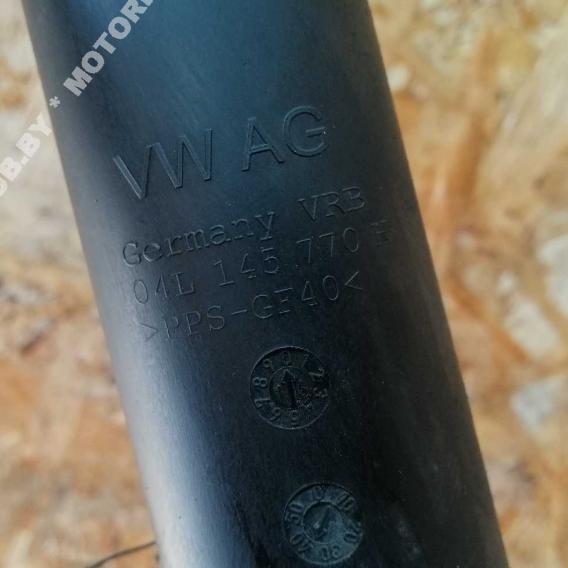 VW AG
Germany VRB
04L 145 770
>PPS-GF40<